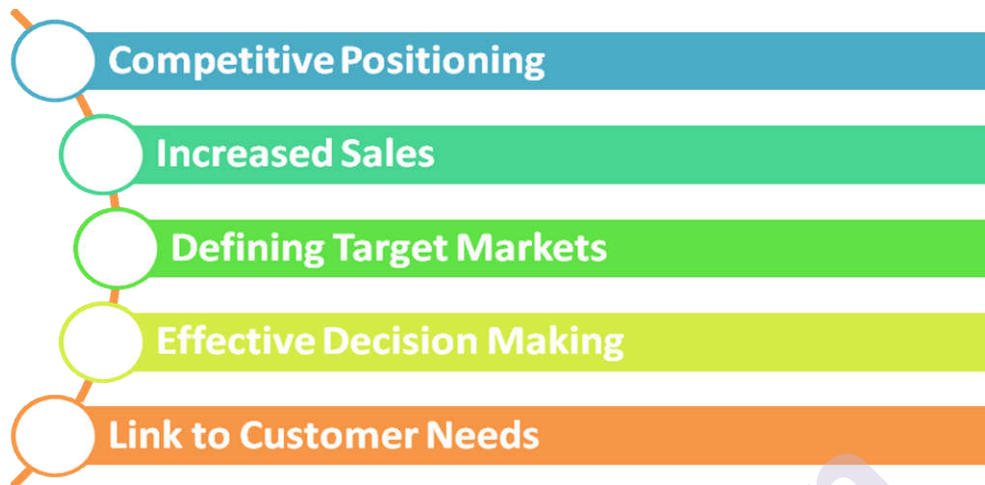 Competitive Positioning
Increased Sales
Defining Target Markets
Effective Decision Making
Link to Customer Needs